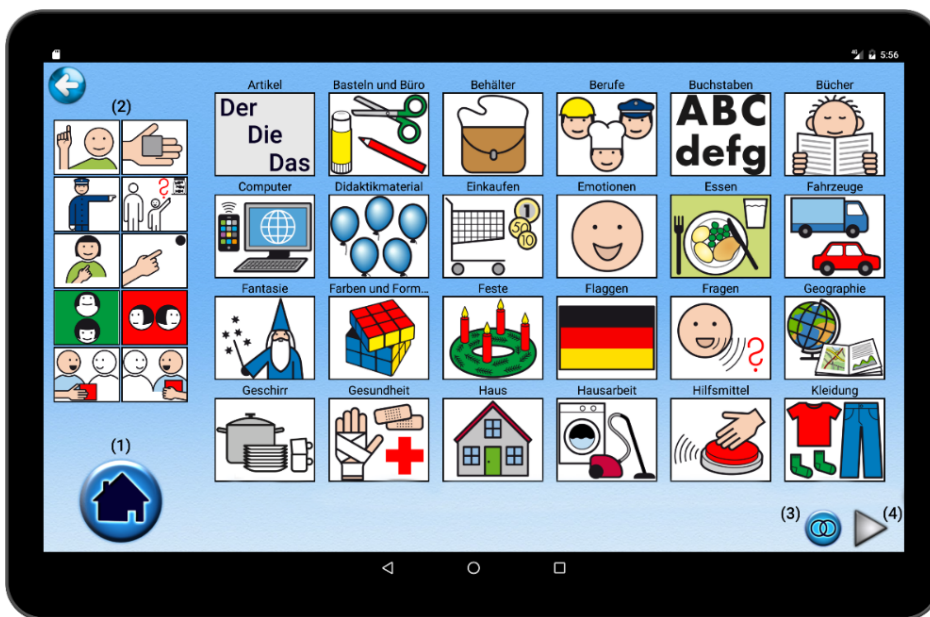 4G 5:56
(2)
Artikel Basteln und Büro Behälter Berufe Buchstaben Bücher
Der
Die
Das
ABC
defg
Computer Didaktikmaterial Einkaufen Emotionen Essen Fahrzeuge
1
50
10
Fantasie Farben und Form... Feste Flaggen Fragen Geographie
?
?
Geschirr Gesundheit Haus Hausarbeit Hilfsmittel Kleidung
(1)
(3) (4)